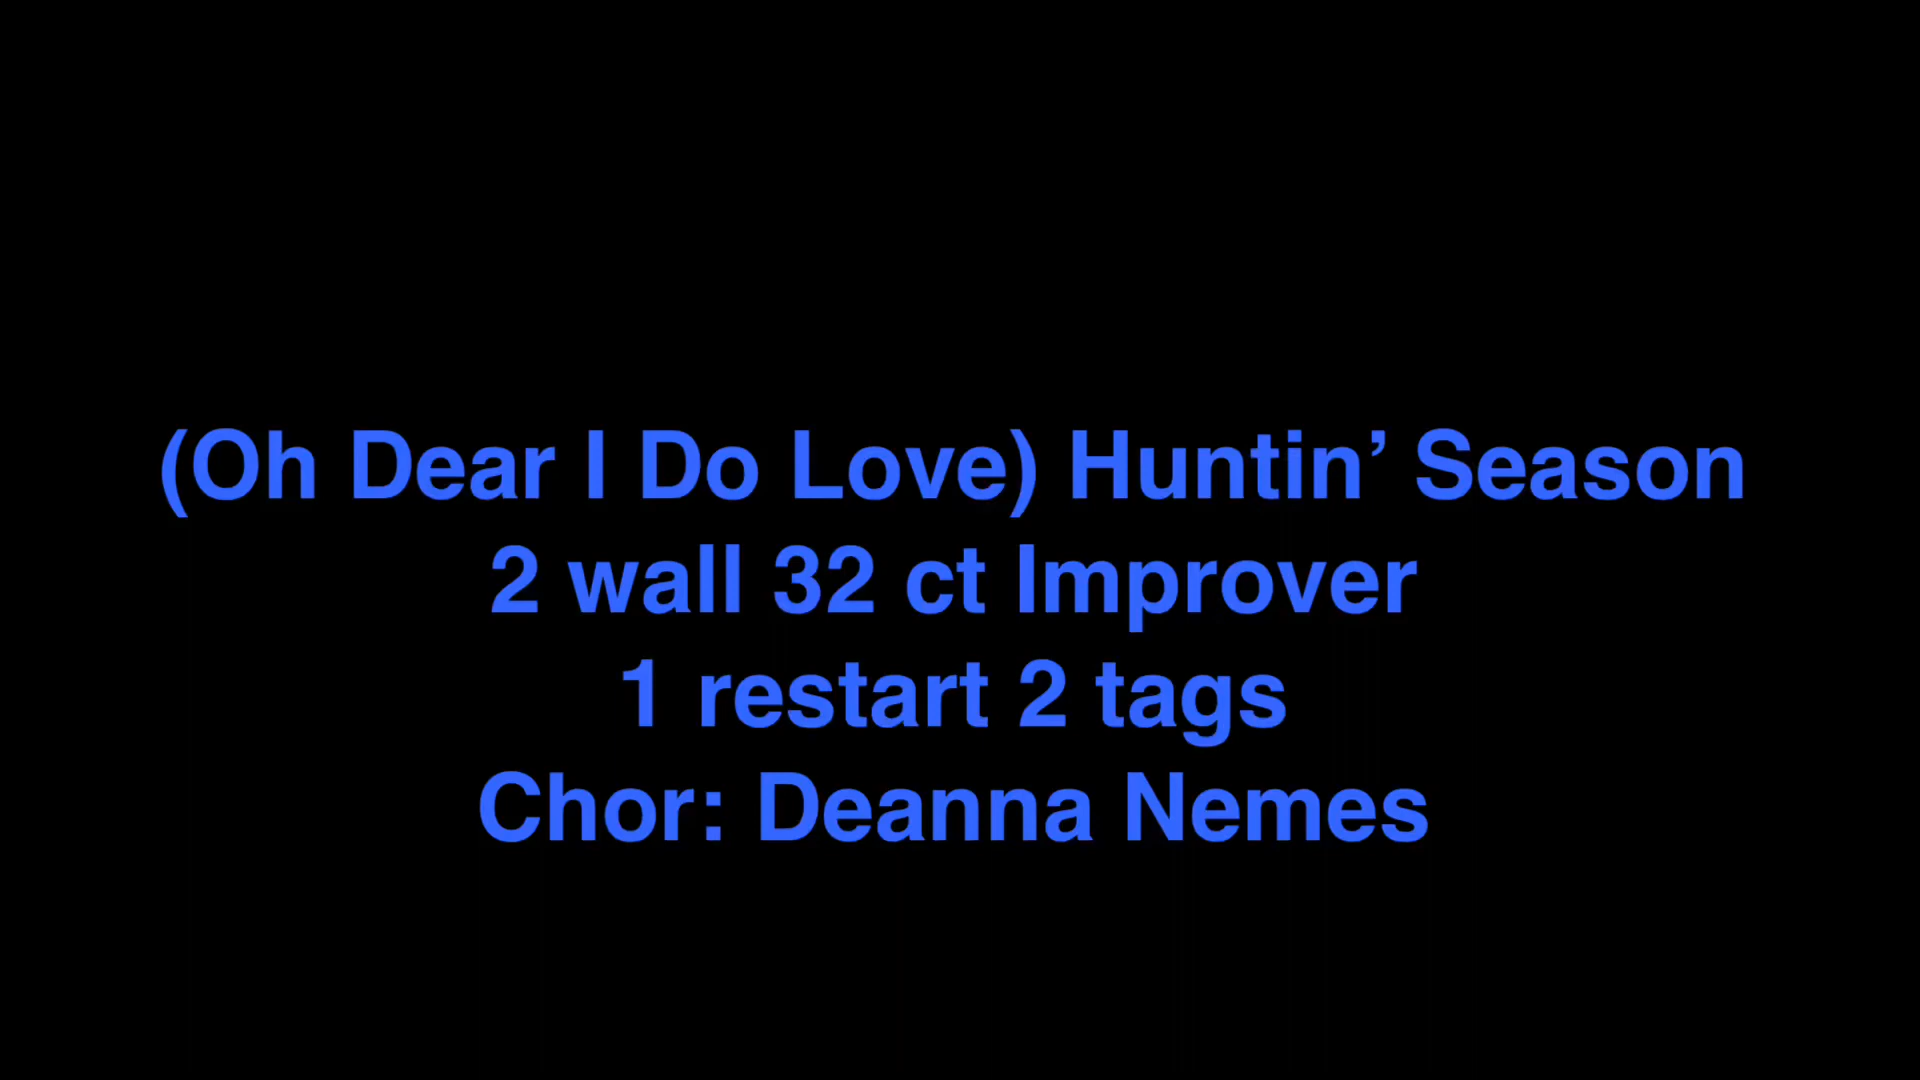 (Oh Dear I Do Love) Huntin’ Season
2 wall 32 ct Improver
1 restart 2 tags
Chor: Deanna Nemes